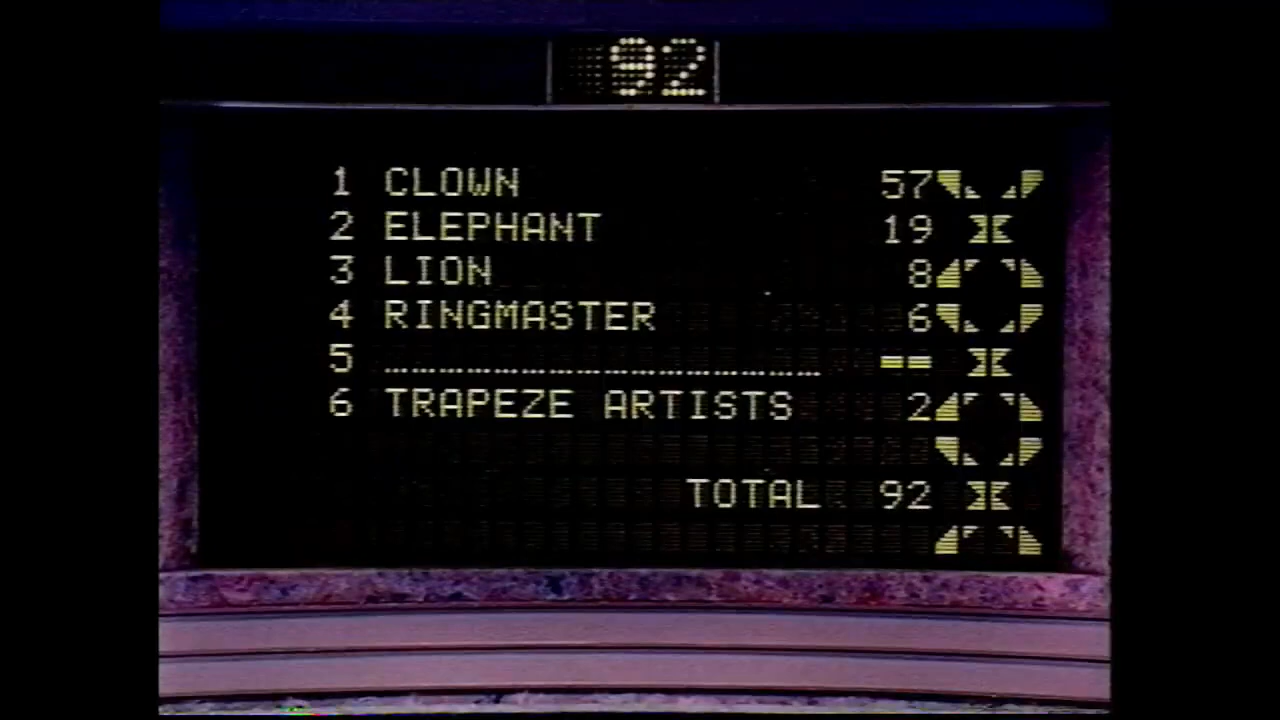 92
1 CLOWN 57
2 ELEPHANT 19
3 LION 8
4 RINGMASTER 6
5 ________________ ==
6 TRAPEZE ARTISTS 2
TOTAL 92